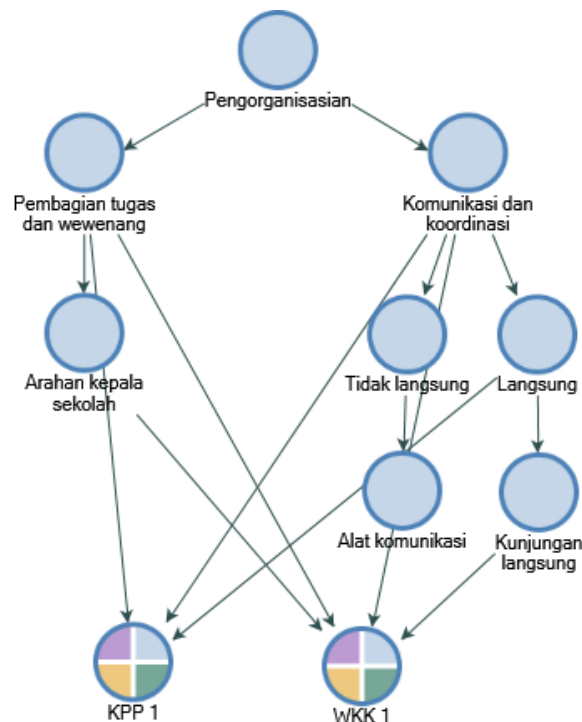 Pengorganisasian
Pembagian tugas
dan wewenang
Komunikasi dan
koordinasi
Arahan kepala
sekolah
Tidak langsung
Langsung
Alat komunikasi
Kunjungan
langsung
KPP 1
WKK 1